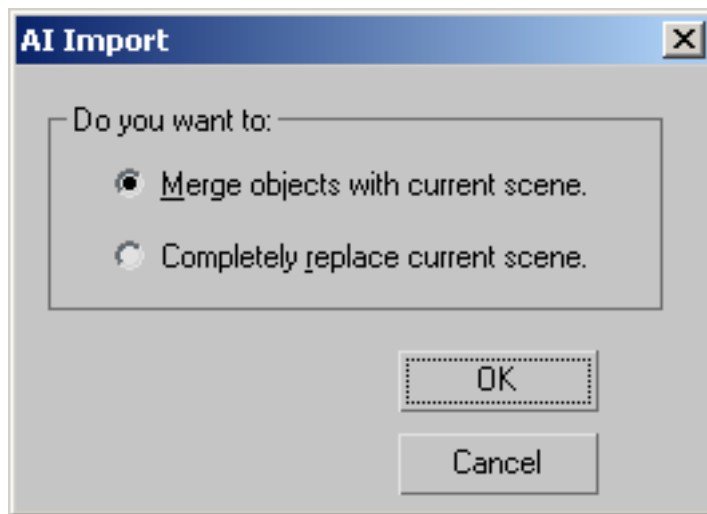 AI Import
Do you want to:
Merge objects with current scene.
Completely replace current scene.
OK
Cancel